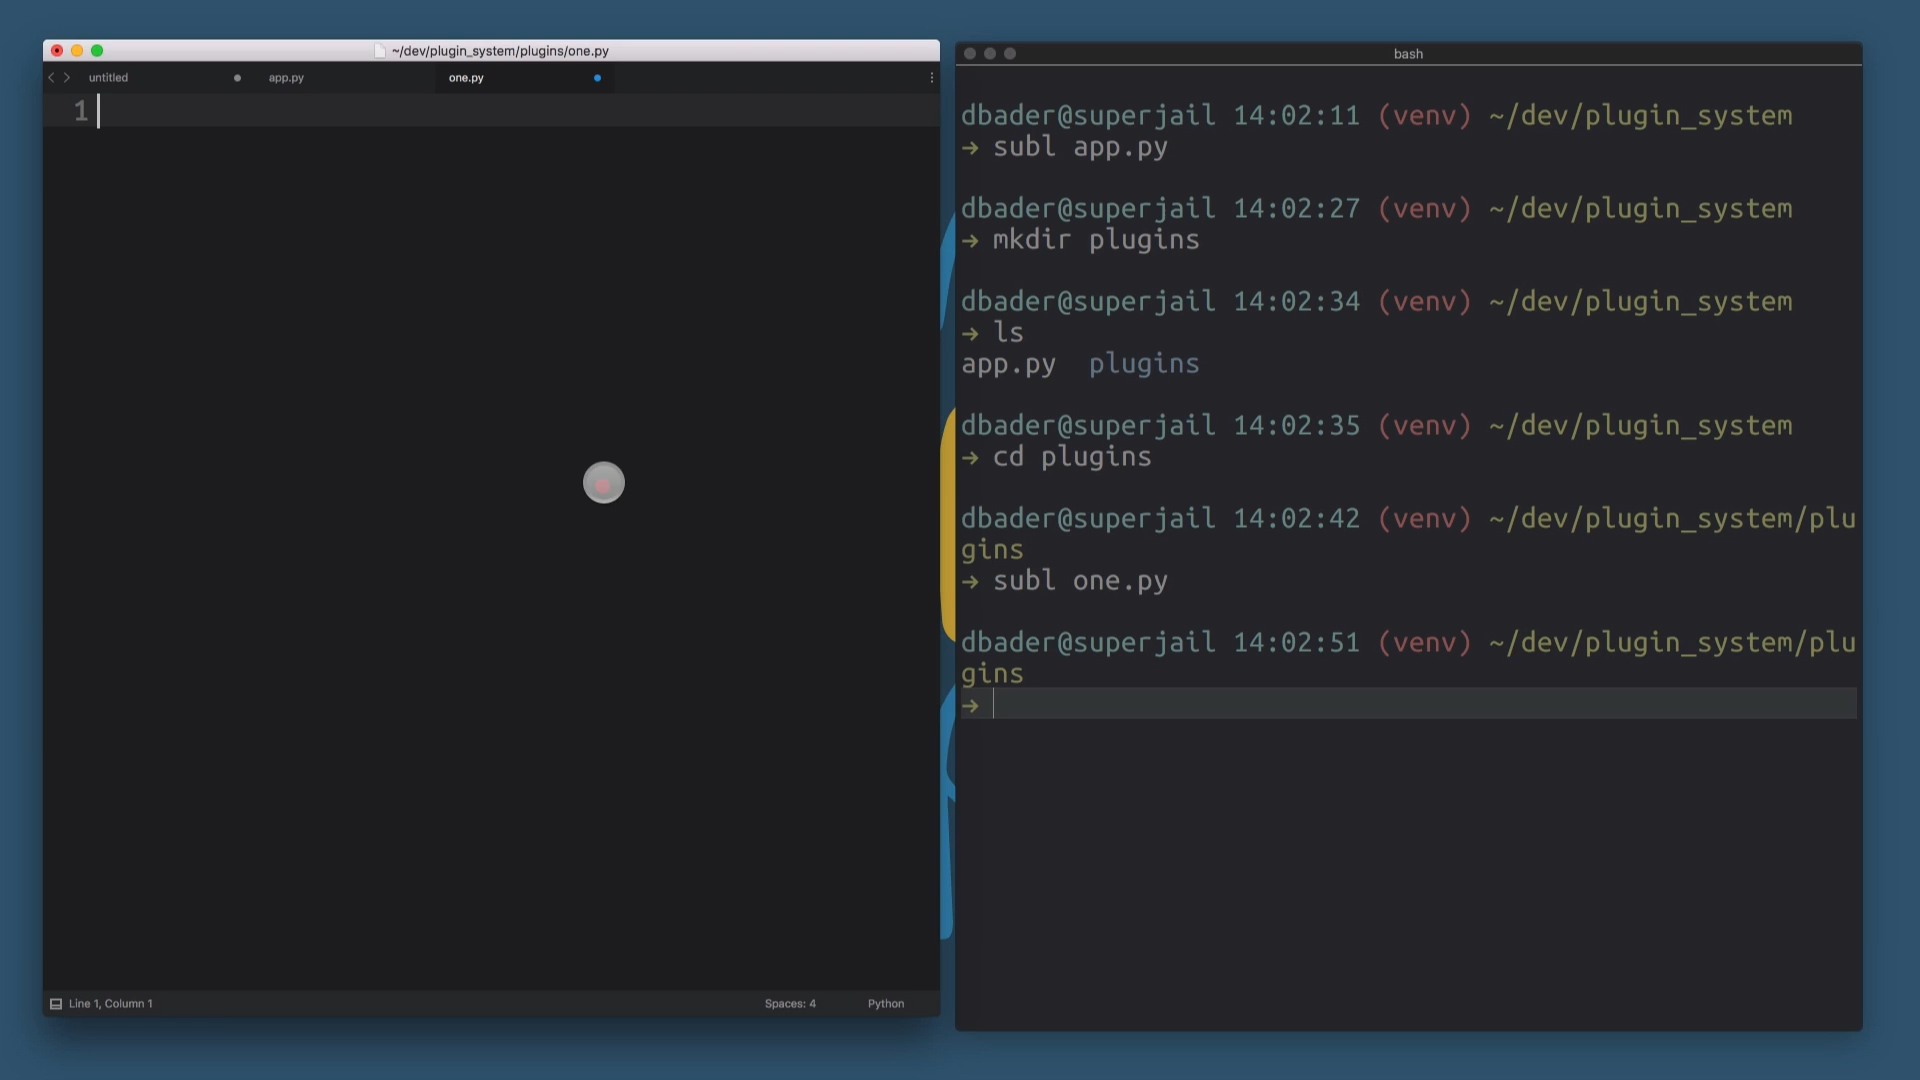 ~/dev/plugin_system/plugins/one.py
untitled
app.py
one.py
1
Line 1, Column 1
Spaces: 4
Python
bash
dbader@superjail 14:02:11 (venv) ~/dev/plugin_system
→ subl app.py
dbader@superjail 14:02:27 (venv) ~/dev/plugin_system
→ mkdir plugins
dbader@superjail 14:02:34 (venv) ~/dev/plugin_system
→ ls
app.py plugins
dbader@superjail 14:02:35 (venv) ~/dev/plugin_system
→ cd plugins
dbader@superjail 14:02:42 (venv) ~/dev/plugin_system/plu
gins
→ subl one.py
dbader@superjail 14:02:51 (venv) ~/dev/plugin_system/plu
gins
→